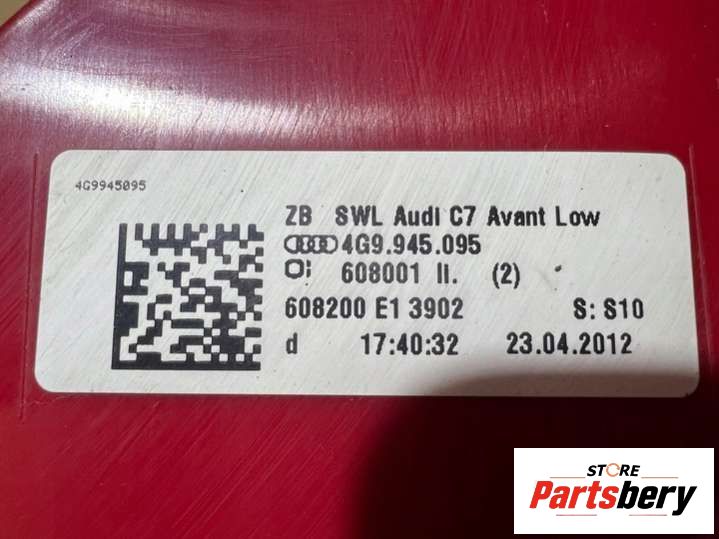 4G9945095
ZB SWL Audi C7 Avant Low
4G9.945.095
608001 II. (2)
608200 E1 3902 S: S10
d 17:40:32 23.04.2012
STORE
Partsbery